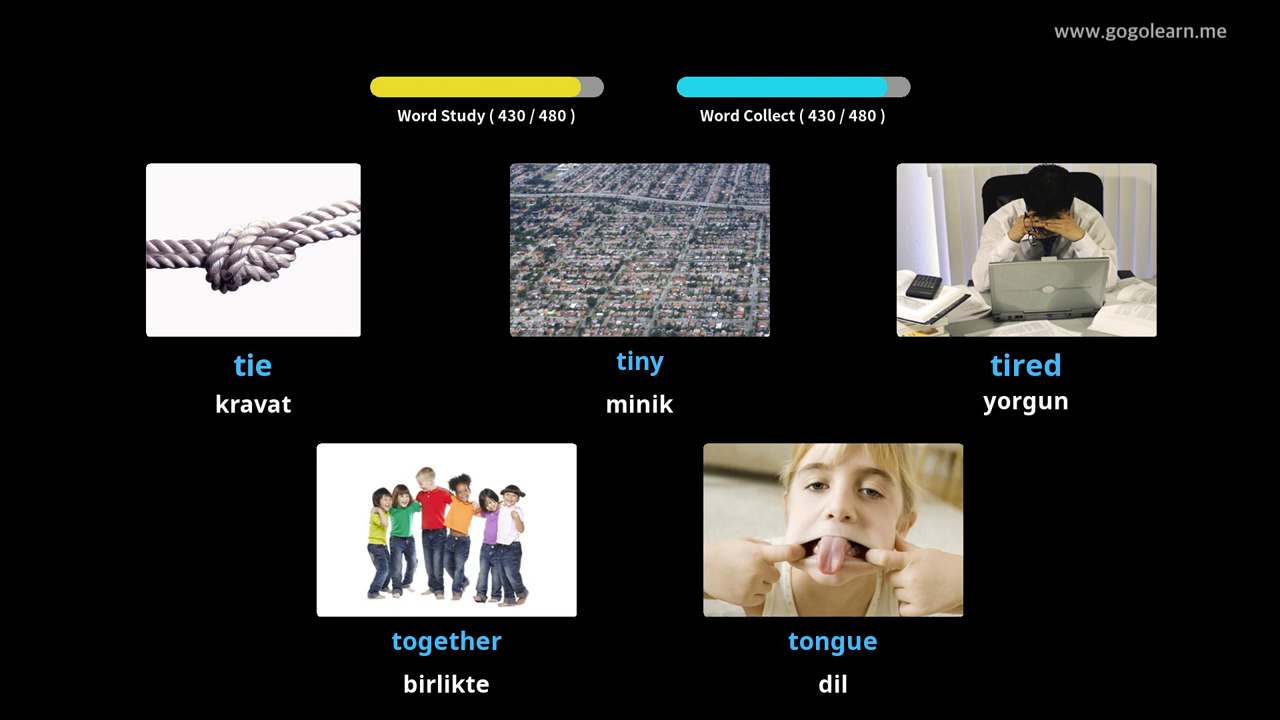 www.gogolearn.me
Word Study ( 430 / 480 )
Word Collect ( 430 / 480 )
tie
kravat
tiny
minik
tired
yorgun
together
birlikte
tongue
dil